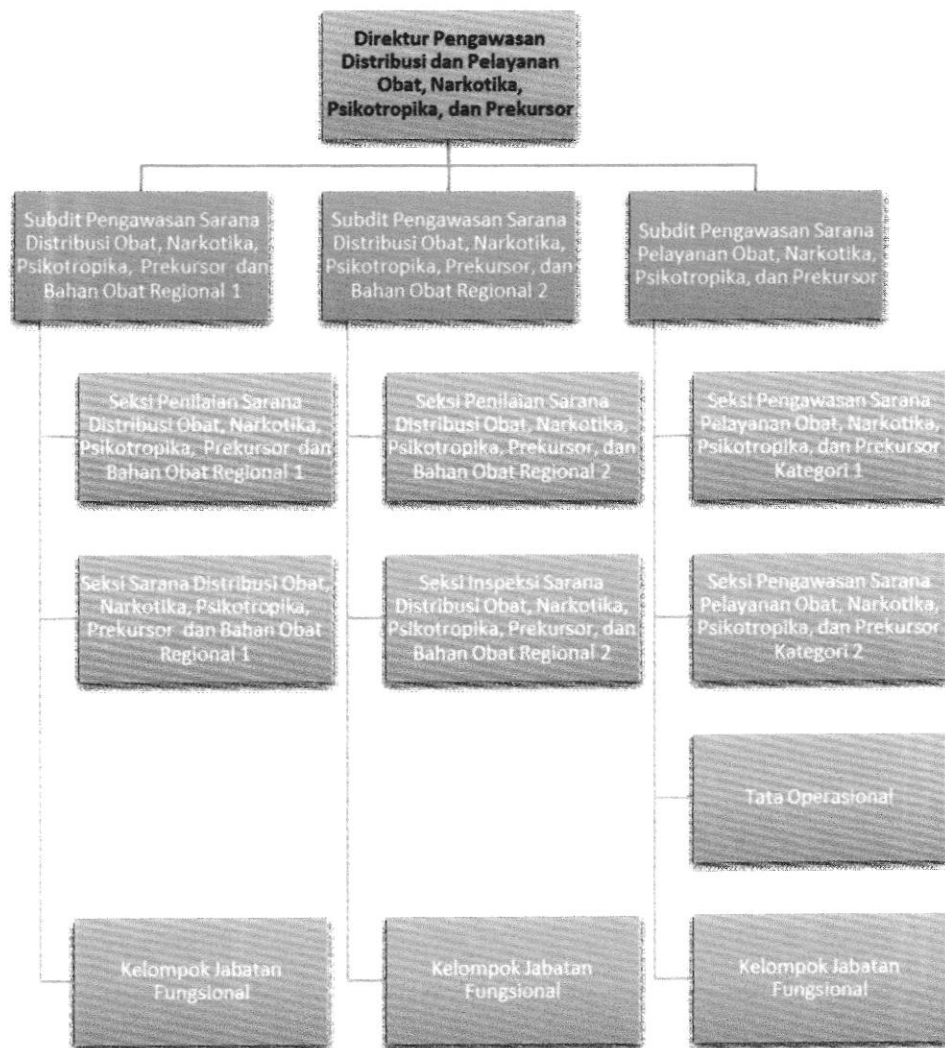 Direktur Pengawasan
Distribusi dan Pelayanan
Obat, Narkotika,
Psikotropika, dan Prekursor
Subdit Pengawasan Sarana
Distribusi Obat, Narkotika,
Psikotropika, Prekursor dan
Bahan Obat Regional 1
Subdit Pengawasan Sarana
Distribusi Obat, Narkotika,
Psikotropika, Prekursor, dan
Bahan Obat Regional 2
Subdit Pengawasan Sarana
Pelayanan Obat, Narkotika,
Psikotropika, dan Prekursor
Seksi Penilaian Sarana
Distribusi Obat, Narkotika,
Psikotropika, Prekursor dan
Bahan Obat Regional 1
Seksi Penilaian Sarana
Distribusi Obat, Narkotika,
Psikotropika, Prekursor, dan
Bahan Obat Regional 2
Seksi Pengawasan Sarana
Pelayanan Obat, Narkotika,
Psikotropika, dan Prekursor
Kategori 1
Seksi Sarana Distribusi Obat,
Narkotika, Psikotropika,
Prekursor dan Bahan Obat
Regional 1
Seksi Inspeksi Sarana
Distribusi Obat, Narkotika,
Psikotropika, Prekursor, dan
Bahan Obat Regional 2
Seksi Pengawasan Sarana
Pelayanan Obat, Narkotika,
Psikotropika, dan Prekursor
Kategori 2
Tata Operasional
Kelompok Jabatan
Fungsional
Kelompok Jabatan
Fungsional
Kelompok Jabatan
Fungsional